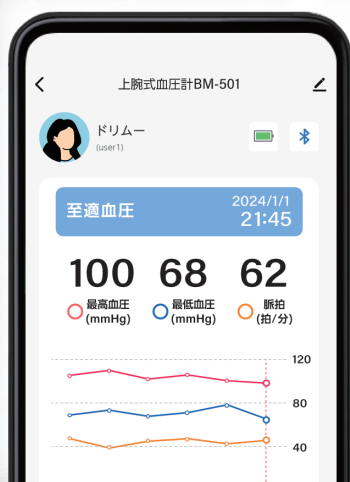 上腕式血圧計BM-501
ドリムー
(user1)
至適血圧
2024/1/1
21:45
100 68 62
最高血圧 最低血圧 脈拍
(mmHg) (mmHg) (拍/分)
120
80
40